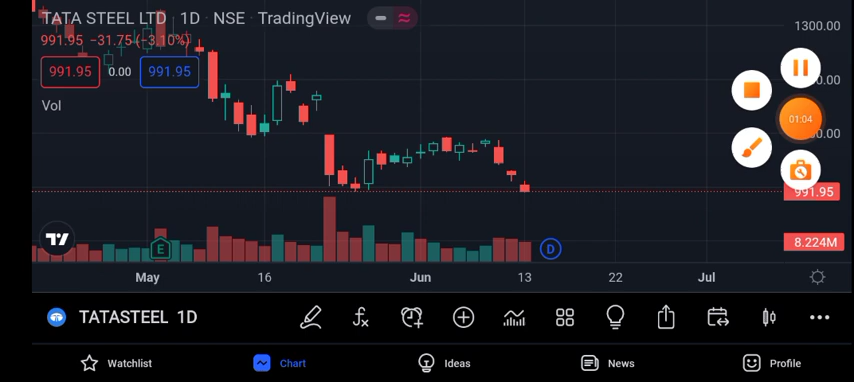 TATA STEEL LTD · 1D · NSE · TradingView
991.95 −31.75 (−3.10%)
991.95 0.00 991.95
Vol
1300.00
01:04
991.95
8.224M
E
D
May 16 Jun 13 22 Jul
TATASTEEL 1D
Watchlist Chart Ideas News Profile